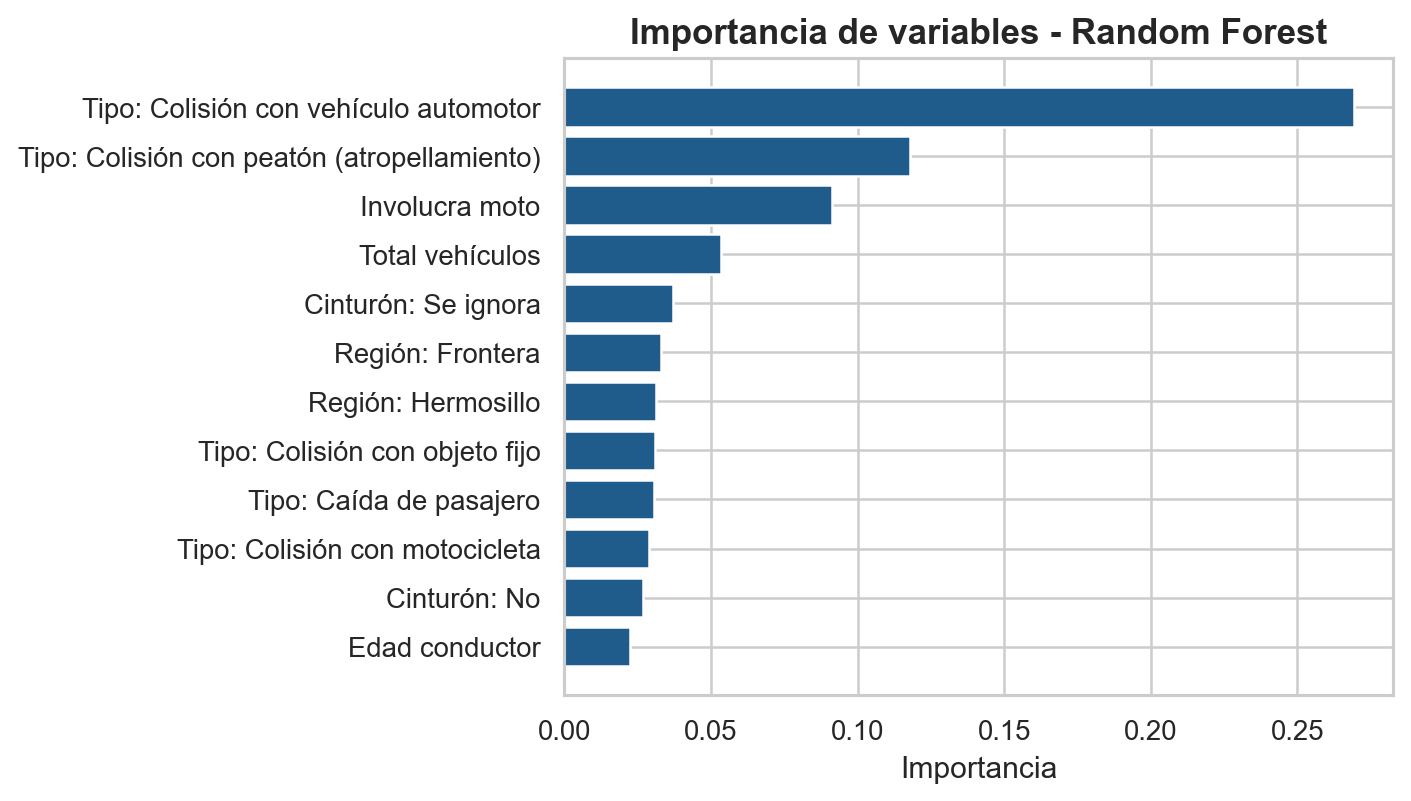 Importancia de variables - Random Forest
Tipo: Colisión con vehículo automotor
Tipo: Colisión con peatón (atropellamiento)
Involucra moto
Total vehículos
Cinturón: Se ignora
Región: Frontera
Región: Hermosillo
Tipo: Colisión con objeto fijo
Tipo: Caída de pasajero
Tipo: Colisión con motocicleta
Cinturón: No
Edad conductor
0.00 0.05 0.10 0.15 0.20 0.25
Importancia